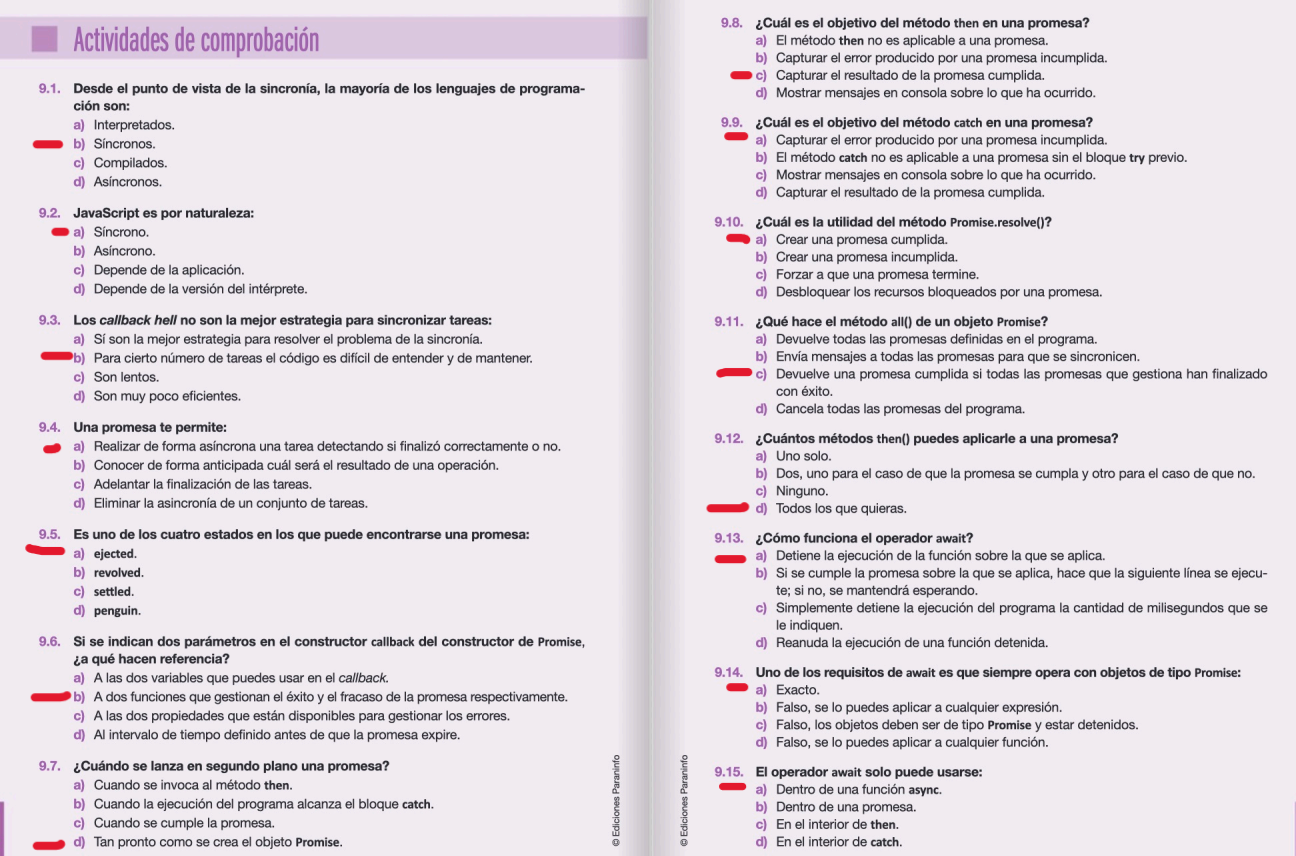 Actividades de comprobación
9.1. Desde el punto de vista de la sincronía, la mayoría de los lenguajes de programa-
ción son:
a) Interpretados.
b) Síncronos.
c) Compilados.
d) Asíncronos.
9.2. JavaScript es por naturaleza:
a) Síncrono.
b) Asíncrono.
c) Depende de la aplicación.
d) Depende de la versión del intérprete.
9.3. Los callback hell no son la mejor estrategia para sincronizar tareas:
a) Sí son la mejor estrategia para resolver el problema de la sincronía.
b) Para cierto número de tareas el código es difícil de entender y de mantener.
c) Son lentos.
d) Son muy poco eficientes.
9.4. Una promesa te permite:
a) Realizar de forma asíncrona una tarea detectando si finalizó correctamente o no.
b) Conocer de forma anticipada cuál será el resultado de una operación.
c) Adelantar la finalización de las tareas.
d) Eliminar la asincronía de un conjunto de tareas.
9.5. Es uno de los cuatro estados en los que puede encontrarse una promesa:
a) ejected.
b) revolved.
c) settled.
d) penguin.
9.6. Si se indican dos parámetros en el constructor callback del constructor de Promise,
¿a qué hacen referencia?
a) A las dos variables que puedes usar en el callback.
b) A dos funciones que gestionan el éxito y el fracaso de la promesa respectivamente.
c) A las dos propiedades que están disponibles para gestionar los errores.
d) Al intervalo de tiempo definido antes de que la promesa expire.
9.7. ¿Cuándo se lanza en segundo plano una promesa?
a) Cuando se invoca al método then.
b) Cuando la ejecución del programa alcanza el bloque catch.
c) Cuando se cumple la promesa.
d) Tan pronto como se crea el objeto Promise.
© Ediciones Paraninfo
9.8. ¿Cuál es el objetivo del método then en una promesa?
a) El método then no es aplicable a una promesa.
b) Capturar el error producido por una promesa incumplida.
c) Capturar el resultado de la promesa cumplida.
d) Mostrar mensajes en consola sobre lo que ha ocurrido.
9.9. ¿Cuál es el objetivo del método catch en una promesa?
a) Capturar el error producido por una promesa incumplida.
b) El método catch no es aplicable a una promesa sin el bloque try previo.
c) Mostrar mensajes en consola sobre lo que ha ocurrido.
d) Capturar el resultado de la promesa cumplida.
9.10. ¿Cuál es la utilidad del método Promise.resolve()?
a) Crear una promesa cumplida.
b) Crear una promesa incumplida.
c) Forzar a que una promesa termine.
d) Desbloquear los recursos bloqueados por una promesa.
9.11. ¿Qué hace el método all() de un objeto Promise?
a) Devuelve todas las promesas definidas en el programa.
b) Envía mensajes a todas las promesas para que se sincronicen.
c) Devuelve una promesa cumplida si todas las promesas que gestiona han finalizado
con éxito.
d) Cancela todas las promesas del programa.
9.12. ¿Cuántos métodos then() puedes aplicarle a una promesa?
a) Uno solo.
b) Dos, uno para el caso de que la promesa se cumpla y otro para el caso de que no.
c) Ninguno.
d) Todos los que quieras.
9.13. ¿Cómo funciona el operador await?
a) Detiene la ejecución de la función sobre la que se aplica.
b) Si se cumple la promesa sobre la que se aplica, hace que la siguiente línea se ejecu-
te; si no, se mantendrá esperando.
c) Simplemente detiene la ejecución del programa la cantidad de milisegundos que se
le indiquen.
d) Reanuda la ejecución de una función detenida.
9.14. Uno de los requisitos de await es que siempre opera con objetos de tipo Promise:
a) Exacto.
b) Falso, se lo puedes aplicar a cualquier expresión.
c) Falso, los objetos deben ser de tipo Promise y estar detenidos.
d) Falso, se lo puedes aplicar a cualquier función.
9.15. El operador await solo puede usarse:
a) Dentro de una función async.
b) Dentro de una promesa.
c) En el interior de then.
d) En el interior de catch.
© Ediciones Paraninfo